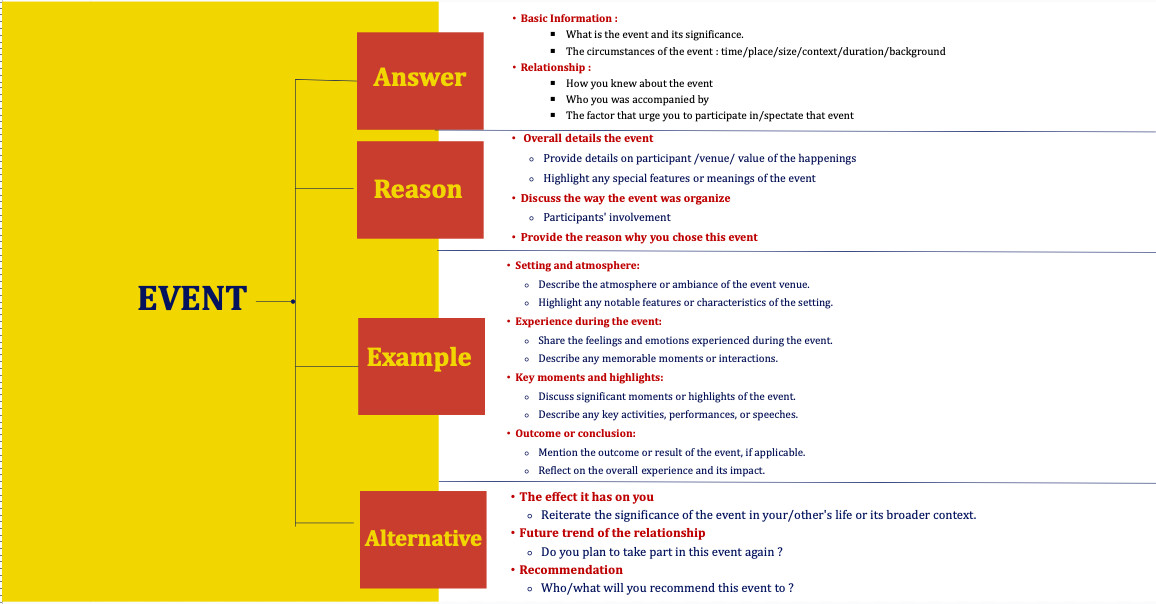 EVENT
Answer
• Basic Information :
▪ What is the event and its significance.
▪ The circumstances of the event : time/place/size/context/duration/background
• Relationship :
▪ How you knew about the event
▪ Who you was accompanied by
▪ The factor that urge you to participate in/spectate that event
Reason
• Overall details the event
○ Provide details on participant /venue/ value of the happenings
○ Highlight any special features or meanings of the event
• Discuss the way the event was organize
○ Participants' involvement
• Provide the reason why you chose this event
Example
• Setting and atmosphere:
○ Describe the atmosphere or ambiance of the event venue.
○ Highlight any notable features or characteristics of the setting.
• Experience during the event:
○ Share the feelings and emotions experienced during the event.
○ Describe any memorable moments or interactions.
• Key moments and highlights:
○ Discuss significant moments or highlights of the event.
○ Describe any key activities, performances, or speeches.
• Outcome or conclusion:
○ Mention the outcome or result of the event, if applicable.
○ Reflect on the overall experience and its impact.
Alternative
• The effect it has on you
○ Reiterate the significance of the event in your/other's life or its broader context.
• Future trend of the relationship
○ Do you plan to take part in this event again ?
• Recommendation
○ Who/what will you recommend this event to ?